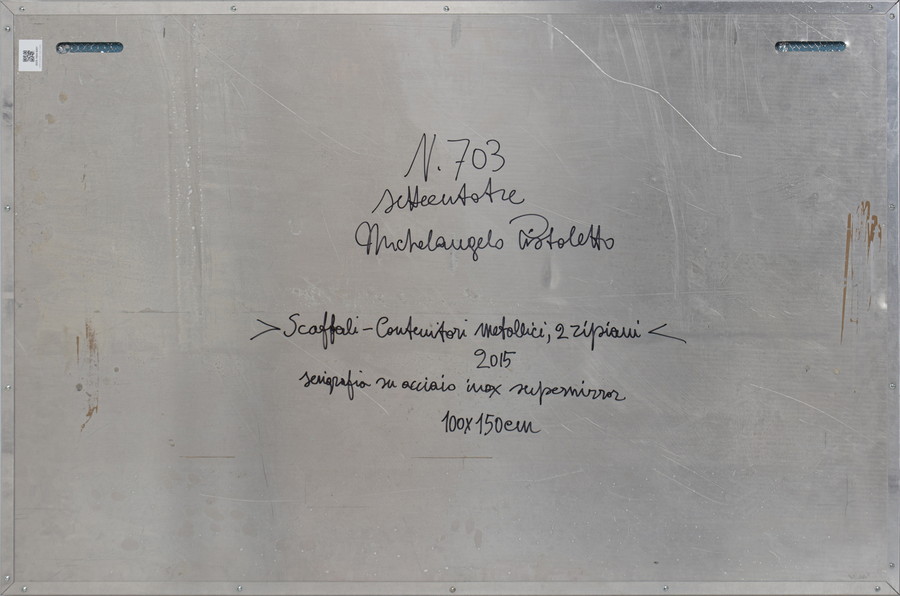 N. 703
settecentotre
Michelangelo Pistoletto
>Scaffali - Contenitori metallici, 2 ripiani<
2015
serigrafia su acciaio inox supermirror
100x150cm